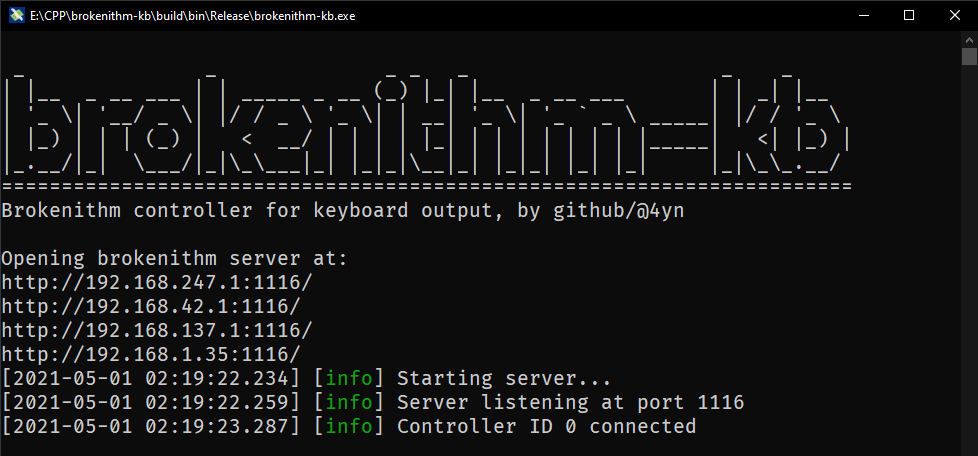 E:\CPP\brokenithm-kb\build\bin\Release\brokenithm-kb.exe
brokenithm-kb
=======================================================================
Brokenithm controller for keyboard output, by github/@4yn
Opening brokenithm server at:
http://192.168.247.1:1116/
http://192.168.42.1:1116/
http://192.168.137.1:1116/
http://192.168.1.35:1116/
[2021-05-01 02:19:22.234] [info] Starting server...
[2021-05-01 02:19:22.259] [info] Server listening at port 1116
[2021-05-01 02:19:23.287] [info] Controller ID 0 connected